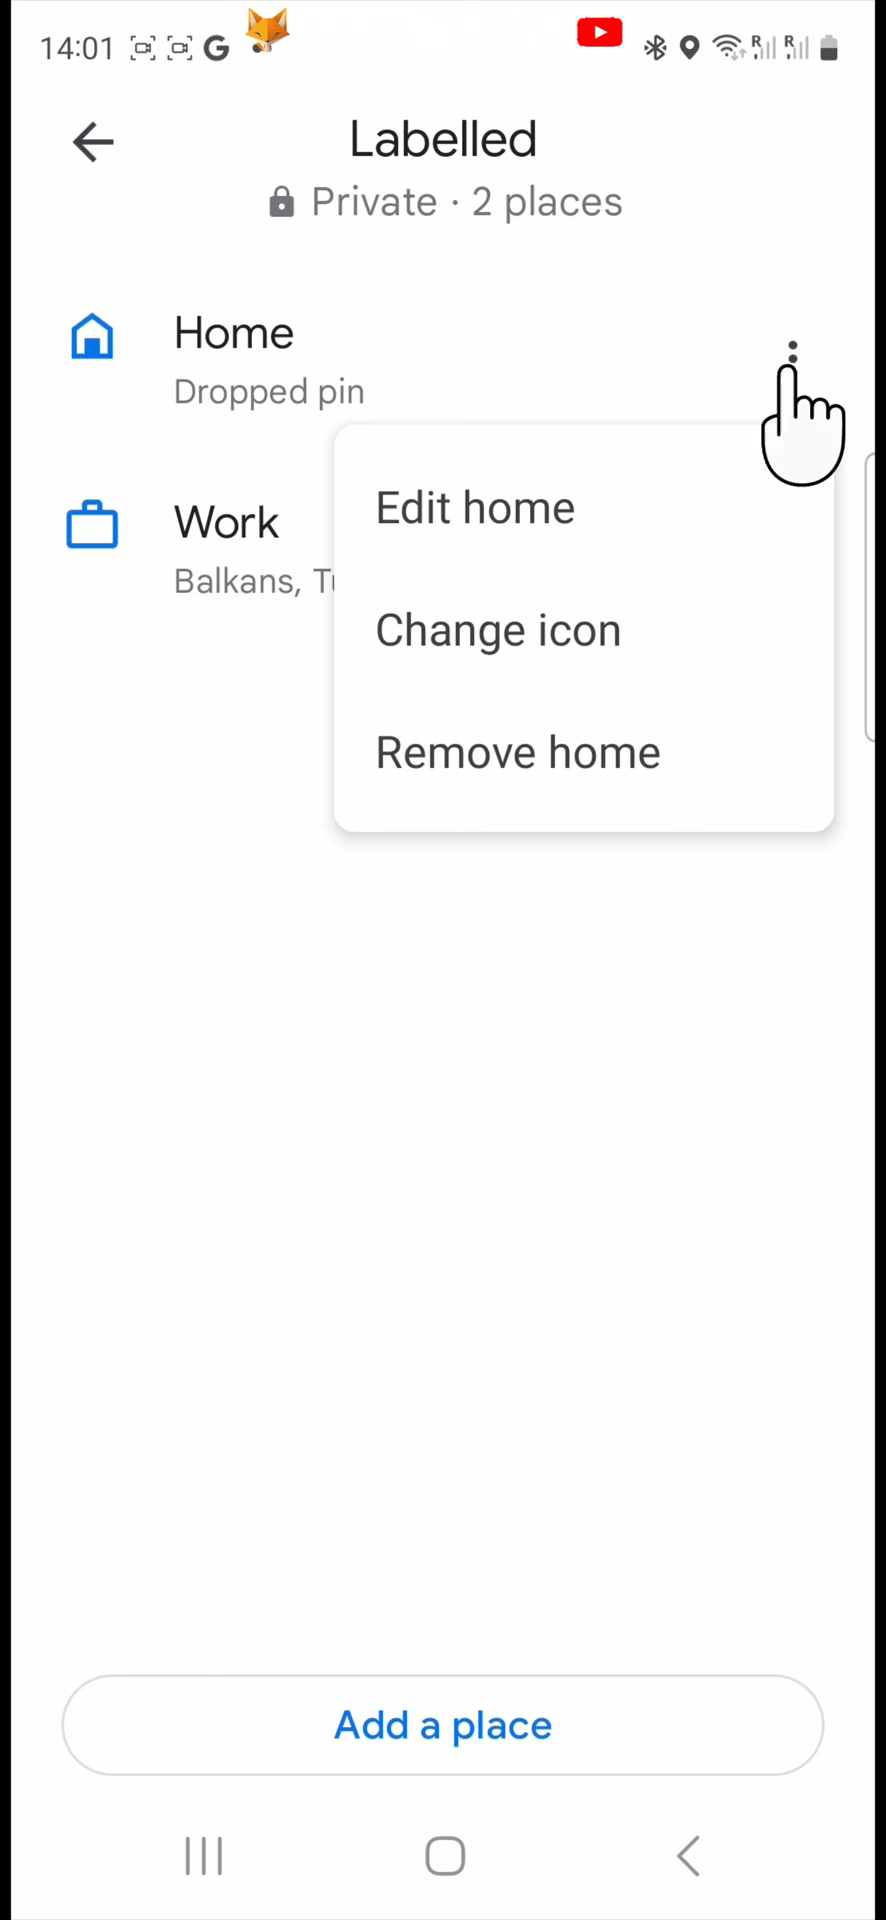 14:01
Labelled
Private · 2 places
Home
Dropped pin
Edit home
Work
Balkans,
Change icon
Remove home
Add a place